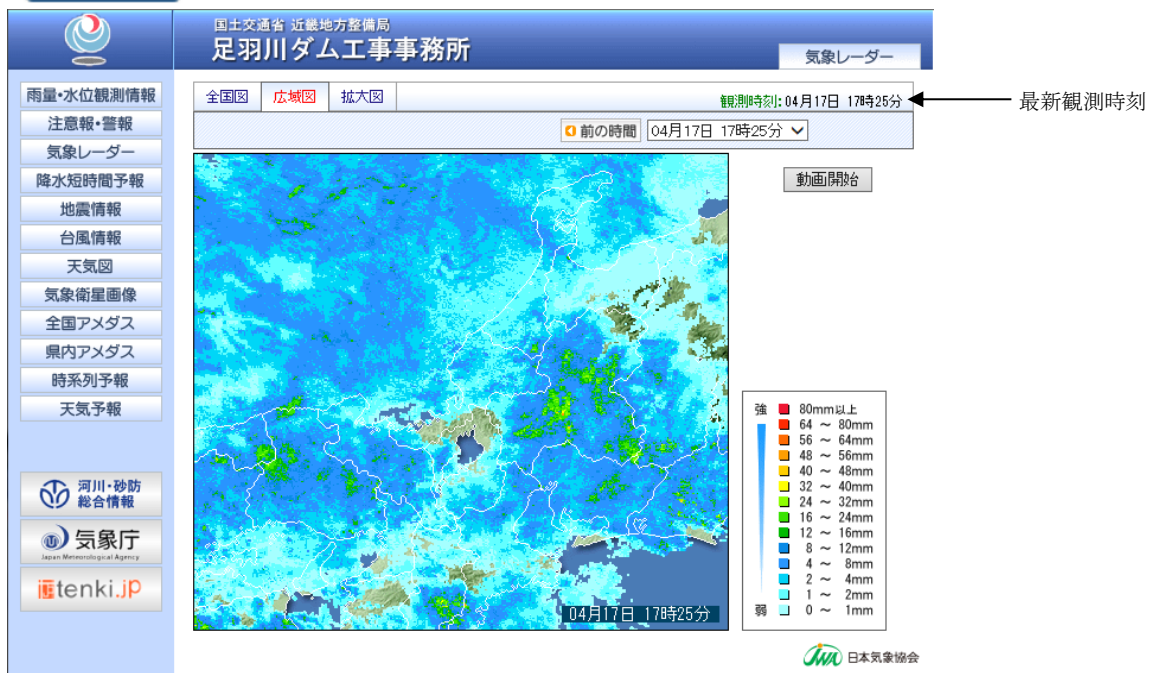 国土交通省 近畿地方整備局
足羽川ダム工事事務所
気象レーダー
雨量・水位観測情報
注意報・警報
気象レーダー
降水短時間予報
地震情報
台風情報
天気図
気象衛星画像
全国アメダス
県内アメダス
時系列予報
天気予報
河川・砂防
総合情報
気象庁
Japan Meteorological Agency
tenki.jp
全国図 広域図 拡大図
観測時刻:04月17日 17時25分
最新観測時刻
前の時間 04月17日 17時25分
動画開始
04月17日 17時25分
強 80mm以上
64 ~ 80mm
56 ~ 64mm
48 ~ 56mm
40 ~ 48mm
32 ~ 40mm
24 ~ 32mm
16 ~ 24mm
12 ~ 16mm
8 ~ 12mm
4 ~ 8mm
2 ~ 4mm
1 ~ 2mm
弱 0 ~ 1mm
JWA 日本気象協会